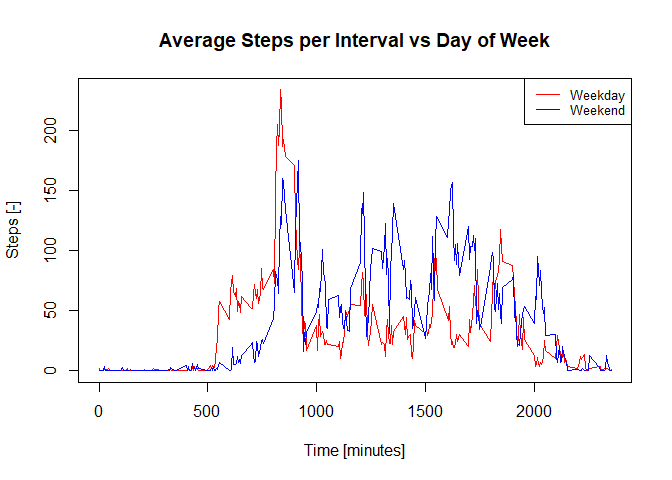 Average Steps per Interval vs Day of Week
Weekday
Weekend
Steps [-]
200
150
100
50
0
0 500 1000 1500 2000
Time [minutes]